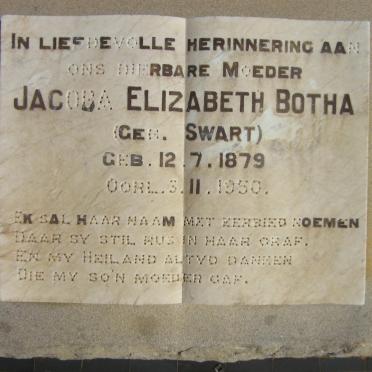 IN LIEFDEVOLLE HERINNERING AAN
ONS DIERBARE MOEDER
JACOBA ELIZABETH BOTHA
(GEB. SWART)
GEB. 12.7.1879
OORL. 3.11.1950.
EK SAL HAAR NAAM MET EERBIED NOEMEN
DAAR SY STIL RUS IN HAAR GRAF.
EN MY HEILAND ALTYD DANKEN
DIE MY SO'N MOEDER GAF.